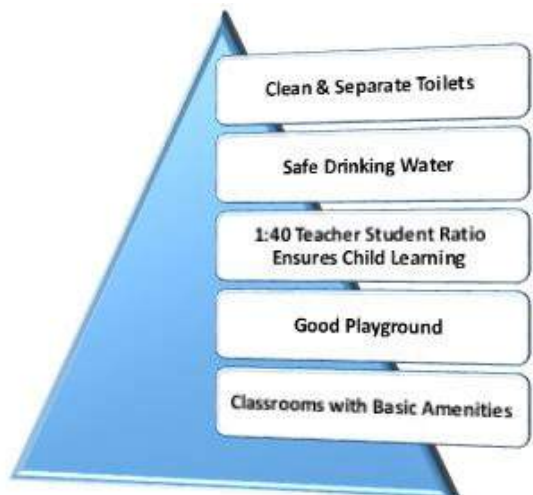 Clean & Separate Toilets
Safe Drinking Water
1:40 Teacher Student Ratio
Ensures Child Learning
Good Playground
Classrooms with Basic Amenities